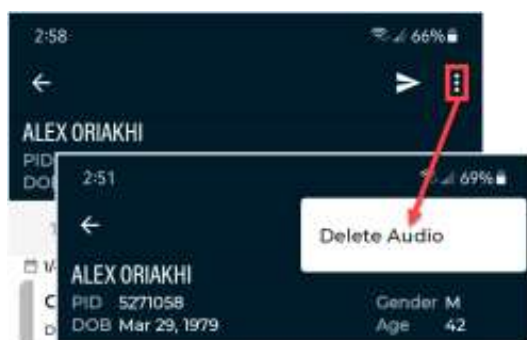 2:58 66%
ALEX ORIAKHI
PID
DO
2:51 69%
Delete Audio
ALEX ORIAKHI
PID 5271058 Gender M
DOB Mar 29, 1979 Age 42